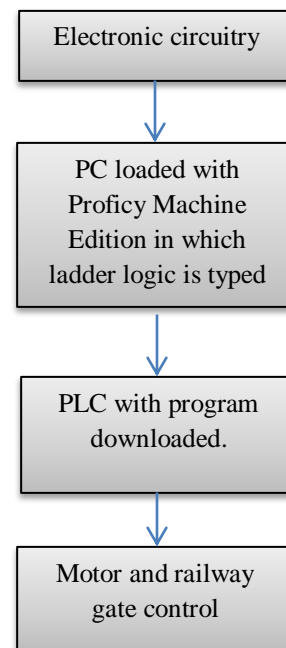 Electronic circuitry
PC loaded with
Proficy Machine
Edition in which
ladder logic is typed
PLC with program
downloaded.
Motor and railway
gate control